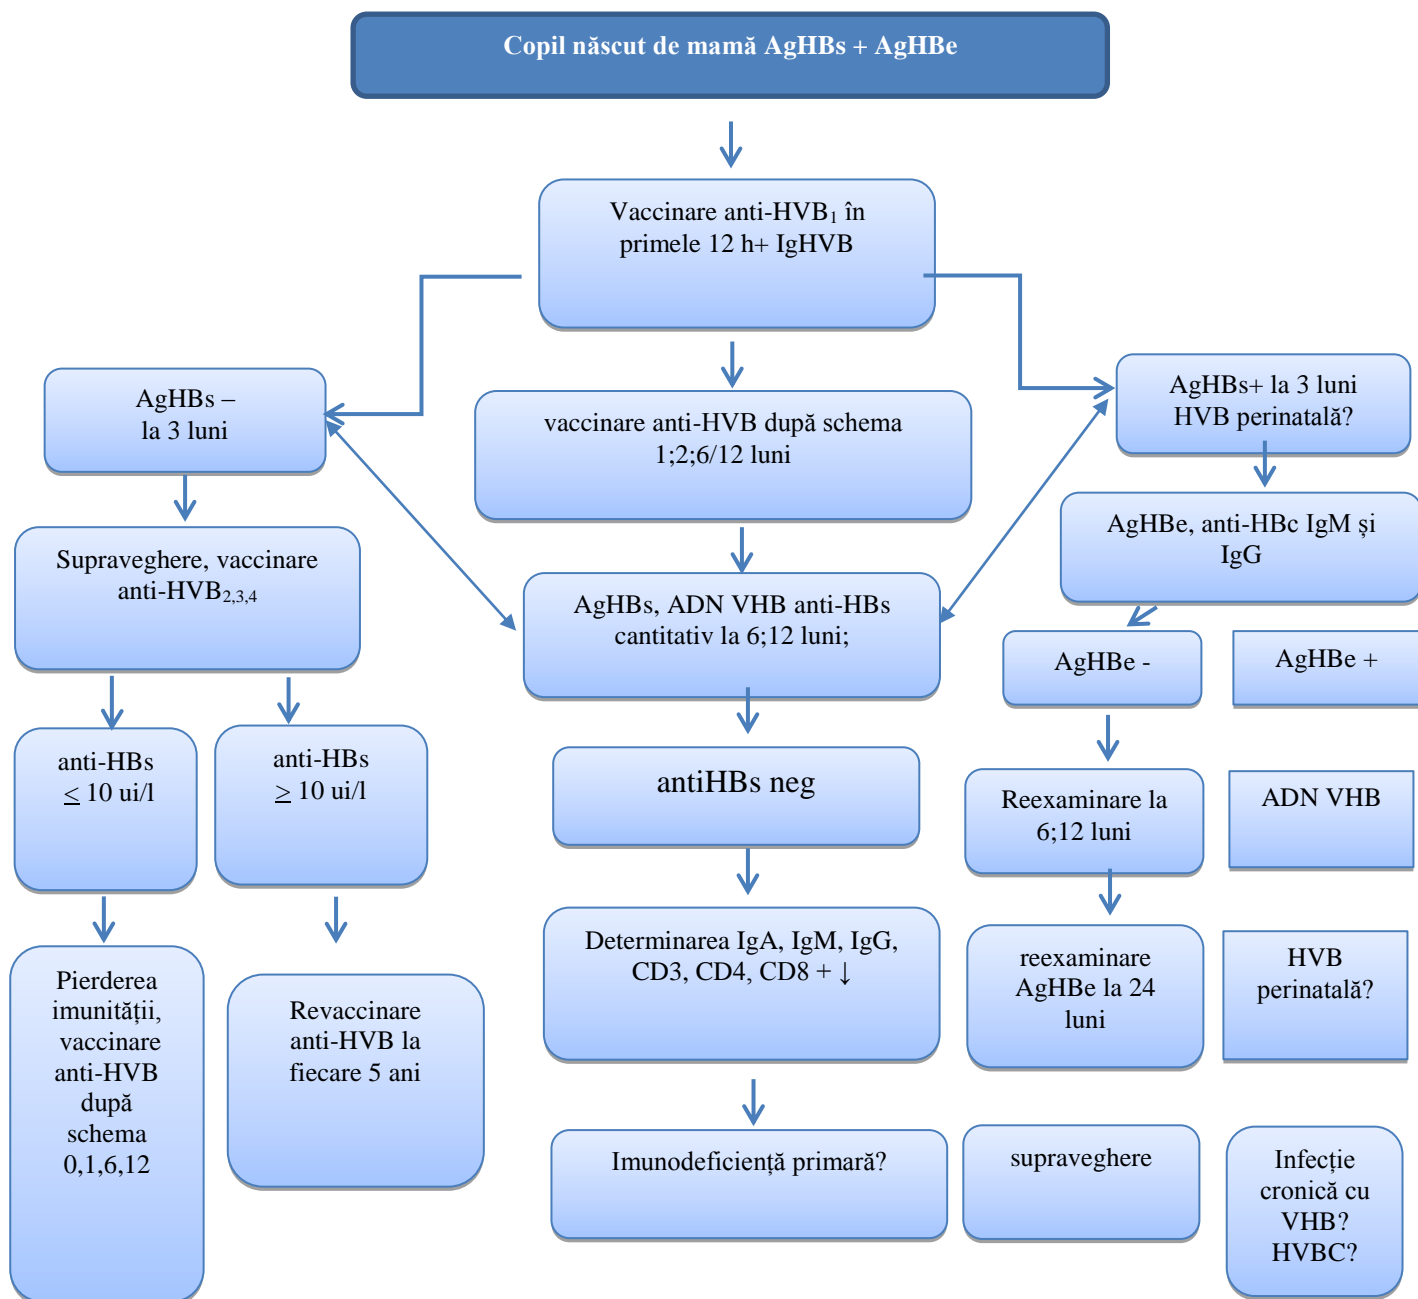 Copil născut de mamă AgHBs + AgHBe
Vaccinare anti-HVB₁ în
primele 12 h+ IgHVB
AgHBs –
la 3 luni
vaccinare anti-HVB după schema
1;2;6/12 luni
AgHBs+ la 3 luni
HVB perinatală?
Supraveghere, vaccinare
anti-HVB₂,₃,₄
AgHBs, ADN VHB anti-HBs
cantitativ la 6;12 luni;
AgHBe, anti-HBc IgM și
IgG
AgHBe -
AgHBe +
anti-HBs
≤ 10 ui/l
anti-HBs
≥ 10 ui/l
antiHBs neg
Reexaminare la
6;12 luni
ADN VHB
Pierderea
imunității,
vaccinare
anti-HVB
după
schema
0,1,6,12
Revaccinare
anti-HVB la
fiecare 5 ani
Determinarea IgA, IgM, IgG,
CD3, CD4, CD8 + ↓
reexaminare
AgHBe la 24
luni
HVB
perinatală?
Imunodeficiență primară?
supraveghere
Infecție
cronică cu
VHB?
HVBC?